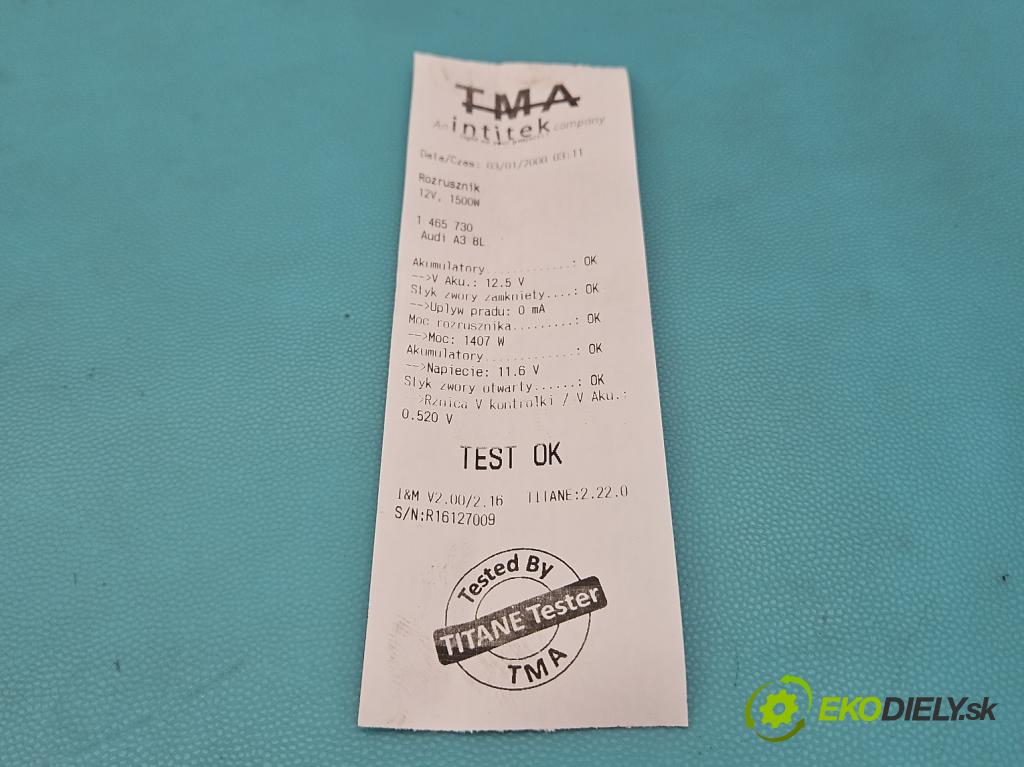 TMA
An intitek company
Data/Czas: 03/01/2000 03:11
Rozrusznik
12V, 1500W
1 465 730
Audi A3 8L
Akumulatory............: OK
-->V Aku.: 12.5 V
Styk zwory zamkniety....: OK
-->Uplyw pradu: 0 mA
Moc rozrusznika.........: OK
-->Moc: 1407 W
Akumulatory............: OK
-->Napiecie: 11.6 V
Styk zwory otwarty......: OK
-->Rznica V kontrolki / V Aku.:
0.520 V
TEST OK
I&M V2.00/2.16 TITANE:2.22.0
S/N:R16127009
Tested By
TITANE Tester
TMA
EKODIELY.sk